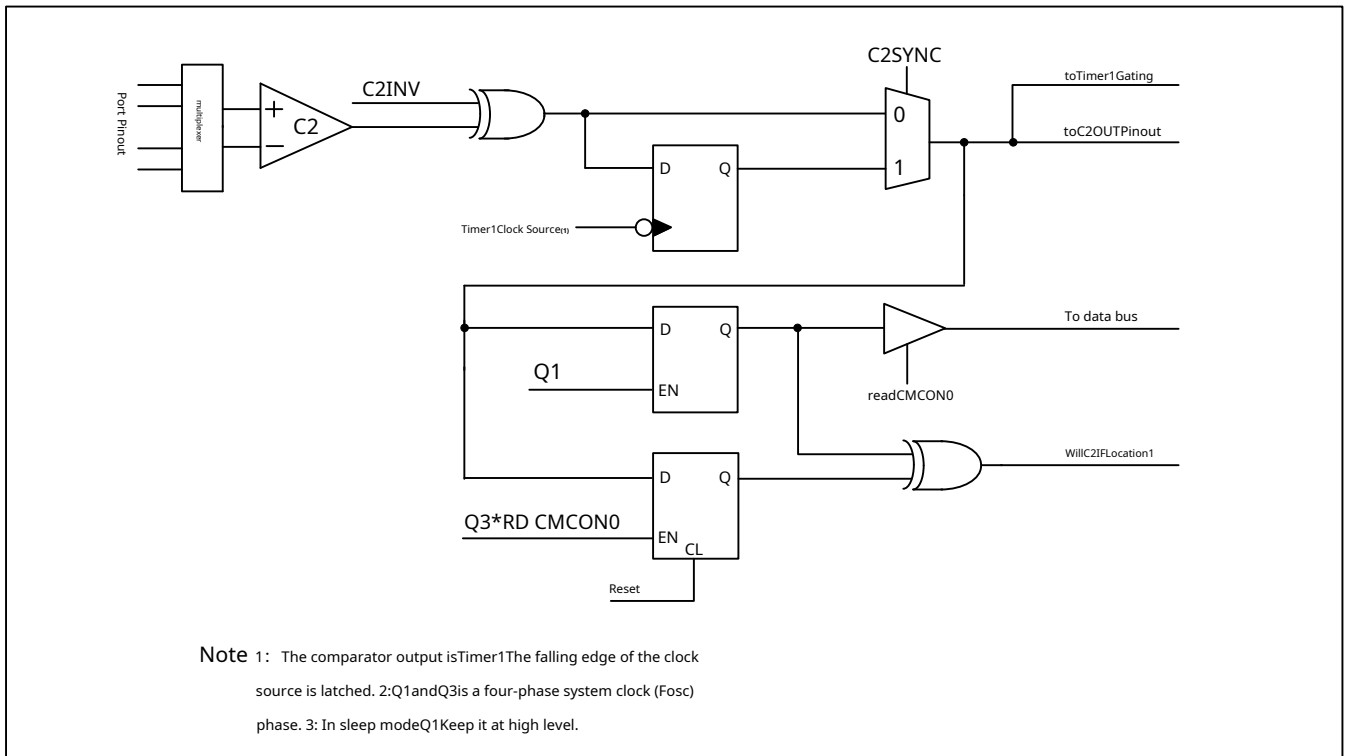 C2SYNC
toTimer1Gating
C2INV
Port Pinout
multiplexer
+
C2
−
0
toC2OUTPinout
1
D
Q
Timer1Clock Source(1)
D
Q
To data bus
Q1
EN
readCMCON0
WillC2IFLocation1
D
Q
Q3*RD CMCON0
EN
CL
Reset
Note 1: The comparator output isTimer1The falling edge of the clock
source is latched. 2:Q1andQ3is a four-phase system clock (Fosc)
phase. 3: In sleep modeQ1Keep it at high level.